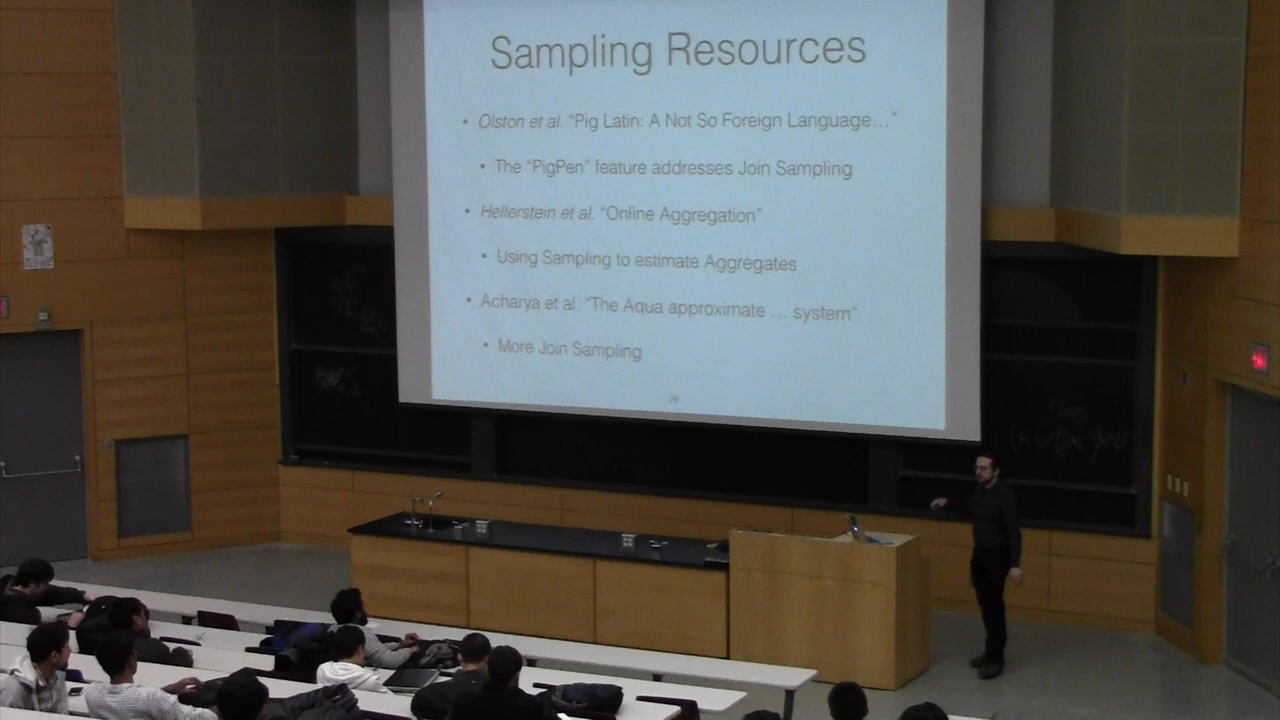 Sampling Resources
• Olston et al. “Pig Latin: A Not So Foreign Language…”
• The “PigPen” feature addresses Join Sampling
• Hellerstein et al. “Online Aggregation”
• Using Sampling to estimate Aggregates
• Acharya et al. “The Aqua approximate … system”
• More Join Sampling